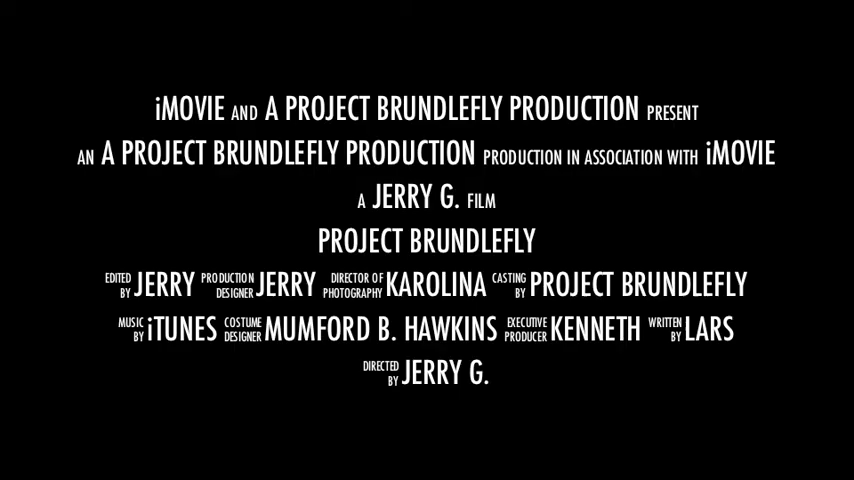 iMOVIE AND A PROJECT BRUNDLEFLY PRODUCTION PRESENT
AN A PROJECT BRUNDLEFLY PRODUCTION PRODUCTION IN ASSOCIATION WITH iMOVIE
A JERRY G. FILM
PROJECT BRUNDLEFLY
EDITED BY JERRY PRODUCTION DESIGNER JERRY DIRECTOR OF PHOTOGRAPHY KAROLINA CASTING BY PROJECT BRUNDLEFLY
MUSIC BY iTUNES COSTUME DESIGNER MUMFORD B. HAWKINS EXECUTIVE PRODUCER KENNETH WRITTEN BY LARS
DIRECTED BY JERRY G.